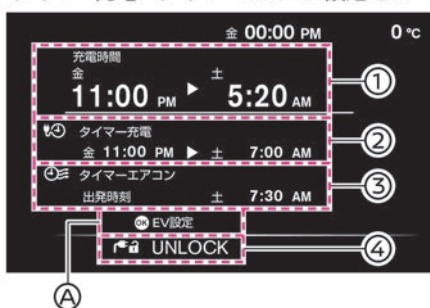 金 00:00 PM 0 ℃
充電時間
金 土
11:00 PM ▶ 5:20 AM
①
タイマー充電
金 11:00 PM ▶ 土 7:00 AM
②
タイマーエアコン
出発時刻 土 7:30 AM
③
OK EV設定
UNLOCK
④
Ⓐ